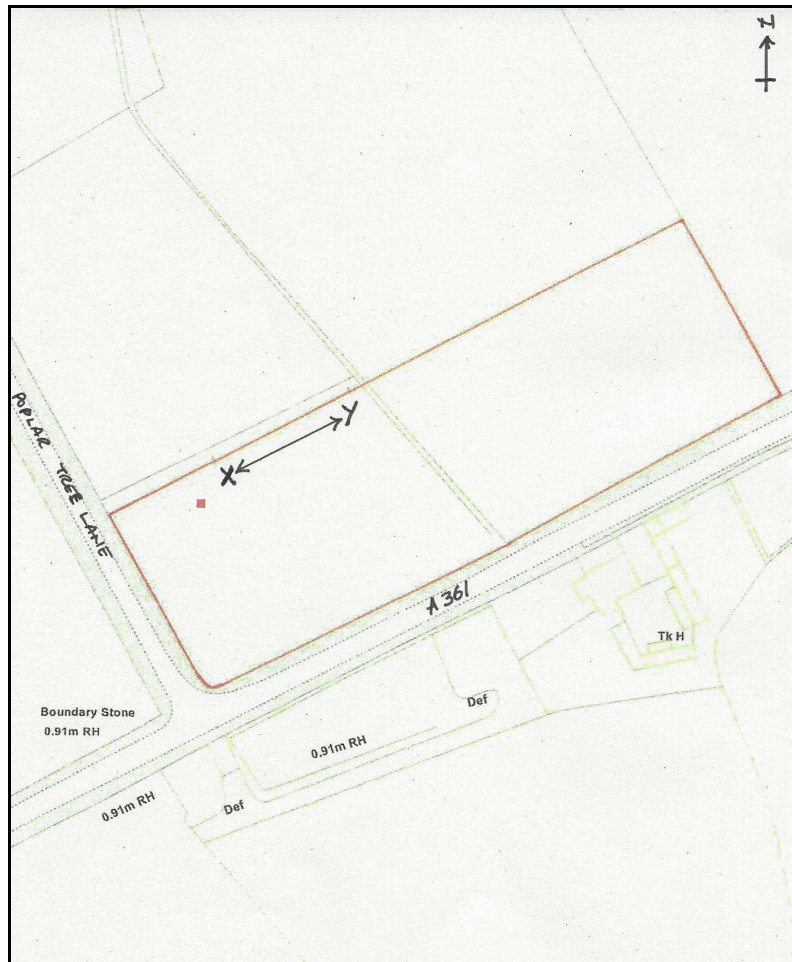 N
POPLAR TREE LANE
X
Y
A 361
Tk H
Def
Boundary Stone
0.91m RH
0.91m RH
0.91m RH
Def